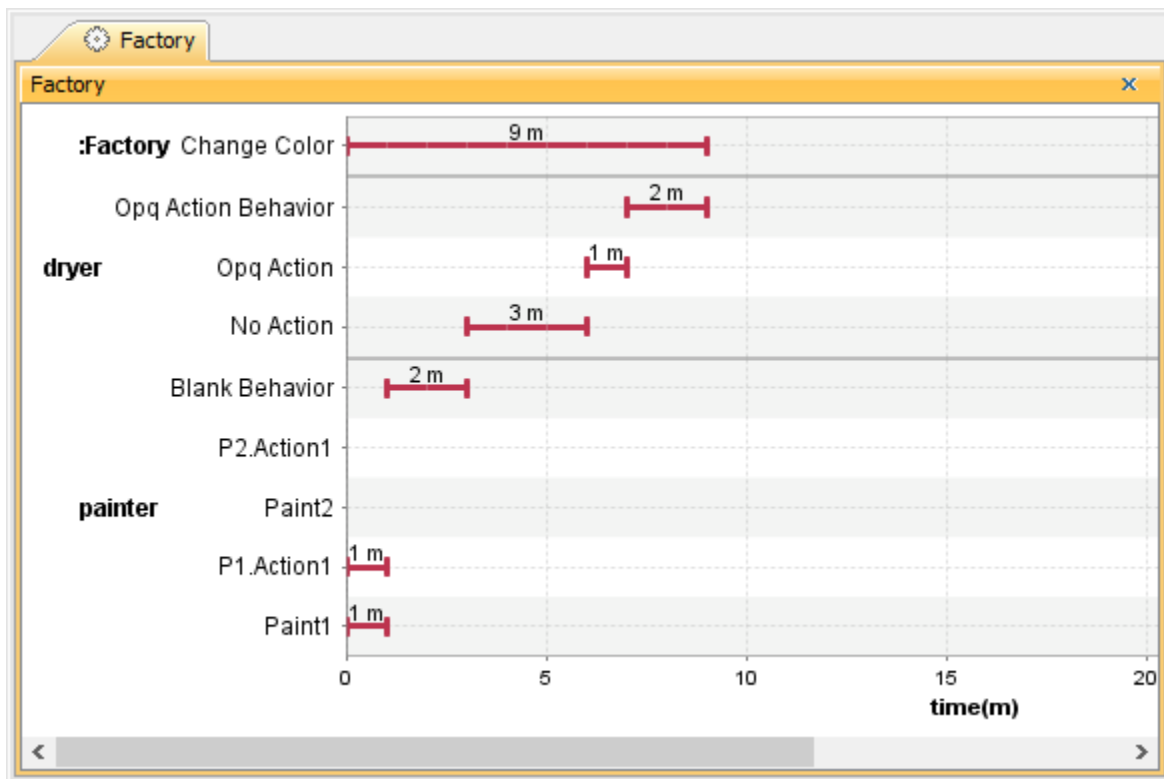 Factory
Factory
:Factory Change Color 9 m
Opq Action Behavior 2 m
dryer Opq Action 1 m
No Action 3 m
Blank Behavior 2 m
P2.Action1
painter Paint2
P1.Action1 1 m
Paint1 1 m
0 5 10 15 20
time(m)